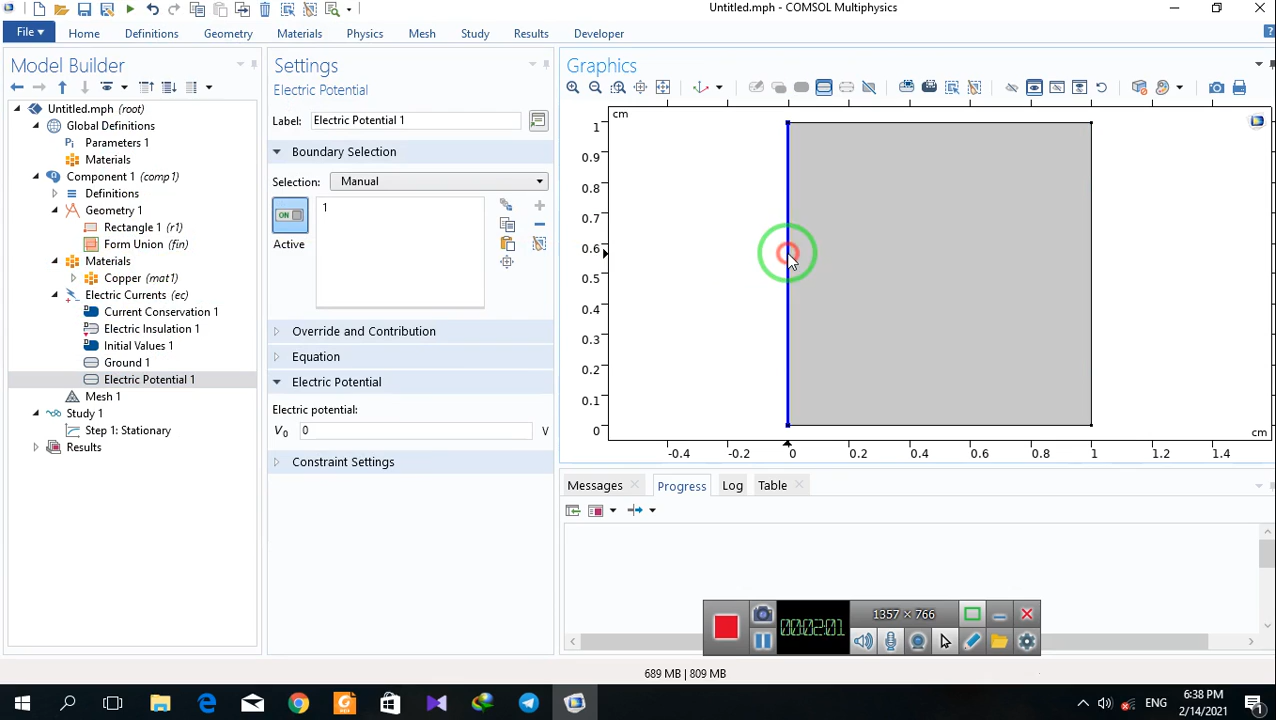 Untitled.mph - COMSOL Multiphysics
File
Home
Definitions
Geometry
Materials
Physics
Mesh
Study
Results
Developer
Model Builder
Untitled.mph (root)
Global Definitions
Pi Parameters 1
Materials
Component 1 (comp1)
Definitions
Geometry 1
Rectangle 1 (r1)
Form Union (fin)
Materials
Copper (mat1)
Electric Currents (ec)
Current Conservation 1
Electric Insulation 1
Initial Values 1
Ground 1
Electric Potential 1
Mesh 1
Study 1
Step 1: Stationary
Results
Settings
Electric Potential
Label: Electric Potential 1
Boundary Selection
Selection: Manual
ON
Active
1
Override and Contribution
Equation
Electric Potential
Electric potential:
V0 0 V
Constraint Settings
Graphics
cm
1
0.9
0.8
0.7
0.6
0.5
0.4
0.3
0.2
0.1
0
cm
-0.4 -0.2 0 0.2 0.4 0.6 0.8 1 1.2 1.4
Messages Progress Log Table
00:02:01
1357 × 766
689 MB | 809 MB
ENG
6:38 PM
2/14/2021